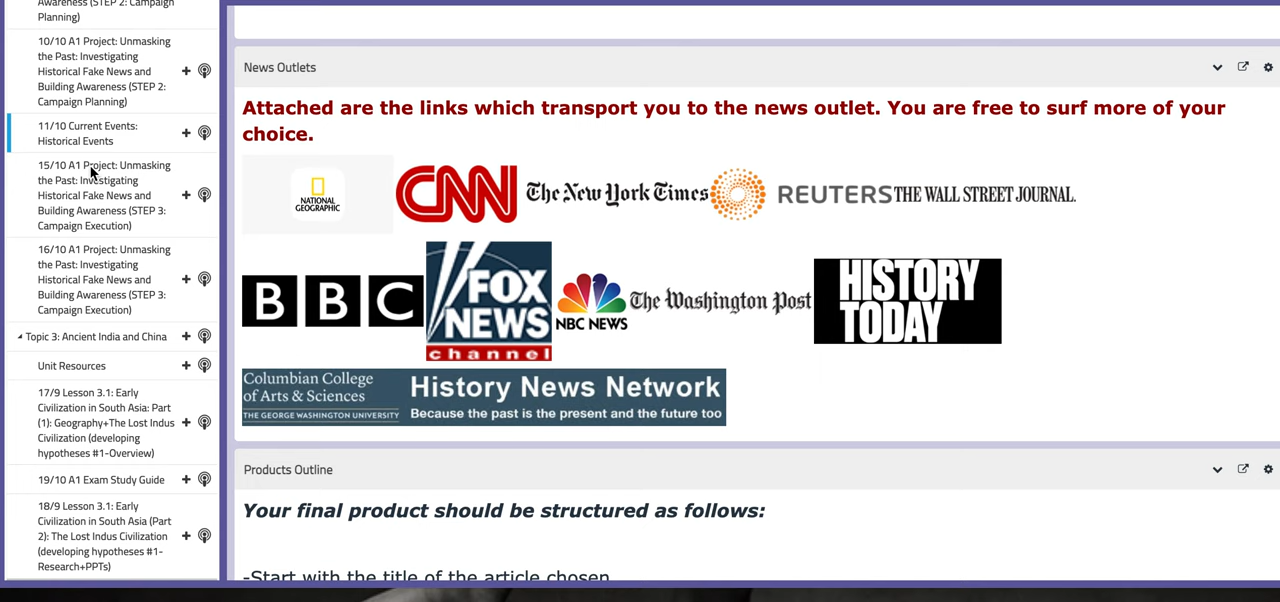 Awareness (STEP 2: Campaign
Planning)
10/10 A1 Project: Unmasking
the Past: Investigating
Historical Fake News and
Building Awareness (STEP 2:
Campaign Planning)
11/10 Current Events:
Historical Events
15/10 A1 Project: Unmasking
the Past: Investigating
Historical Fake News and
Building Awareness (STEP 3:
Campaign Execution)
16/10 A1 Project: Unmasking
the Past: Investigating
Historical Fake News and
Building Awareness (STEP 3:
Campaign Execution)
Topic 3: Ancient India and China
Unit Resources
17/9 Lesson 3.1: Early
Civilization in South Asia: Part
(1): Geography+The Lost Indus
Civilization (developing
hypotheses #1-Overview)
19/10 A1 Exam Study Guide
18/9 Lesson 3.1: Early
Civilization in South Asia (Part
2): The Lost Indus Civilization
(developing hypotheses #1-
Research+PPTs)
News Outlets
Attached are the links which transport you to the news outlet. You are free to surf more of your
choice.
NATIONAL
GEOGRAPHIC
CNN
The New York Times
REUTERS
THE WALL STREET JOURNAL.
BBC
FOX
NEWS
channel
NBC NEWS
The Washington Post
HISTORY
TODAY
Columbian College
of Arts & Sciences
THE GEORGE WASHINGTON UNIVERSITY
History News Network
Because the past is the present and the future too
Products Outline
Your final product should be structured as follows:
-Start with the title of the article chosen